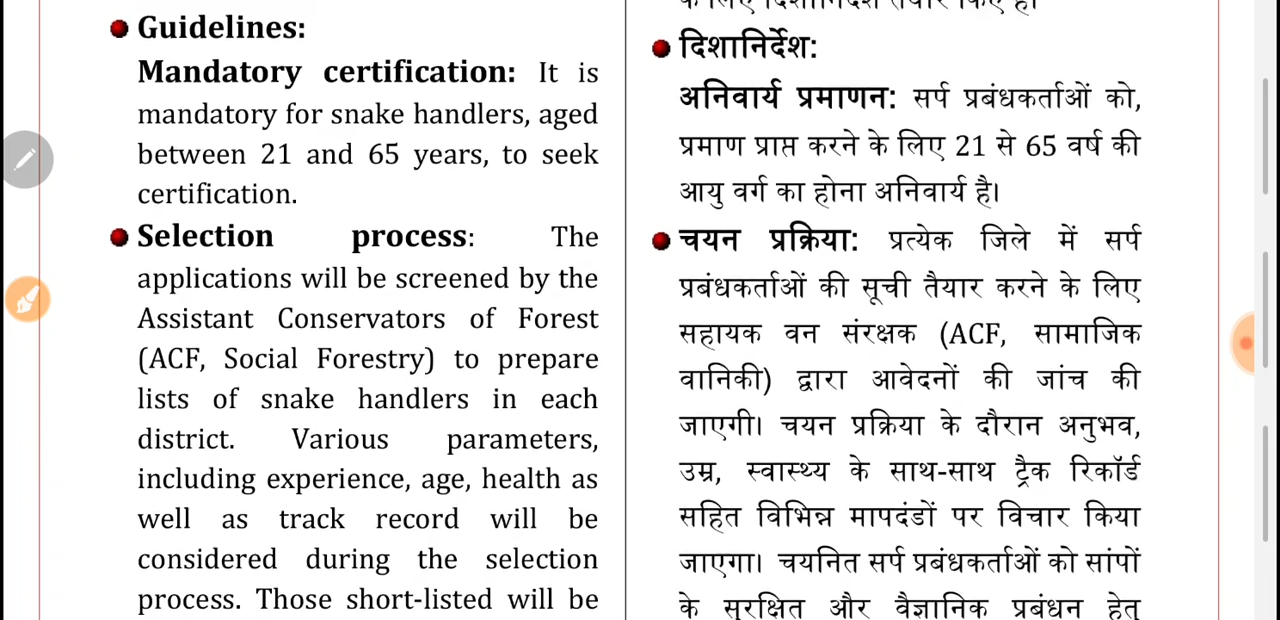 Guidelines:
Mandatory certification: It is
mandatory for snake handlers, aged
between 21 and 65 years, to seek
certification.
Selection process: The
applications will be screened by the
Assistant Conservators of Forest
(ACF, Social Forestry) to prepare
lists of snake handlers in each
district. Various parameters,
including experience, age, health as
well as track record will be
considered during the selection
process. Those short-listed will be
के लिए दिशानिर्देश तैयार किए हैं।
दिशानिर्देश:
अनिवार्य प्रमाणन: सर्प प्रबंधकर्ताओं को,
प्रमाण प्राप्त करने के लिए 21 से 65 वर्ष की
आयु वर्ग का होना अनिवार्य है।
चयन प्रक्रिया: प्रत्येक जिले में सर्प
प्रबंधकर्ताओं की सूची तैयार करने के लिए
सहायक वन संरक्षक (ACF, सामाजिक
वानिकी) द्वारा आवेदनों की जांच की
जाएगी। चयन प्रक्रिया के दौरान अनुभव,
उम्र, स्वास्थ्य के साथ-साथ ट्रैक रिकॉर्ड
सहित विभिन्न मापदंडों पर विचार किया
जाएगा। चयनित सर्प प्रबंधकर्ताओं को सांपों
के सुरक्षित और वैज्ञानिक प्रबंधन हेतु